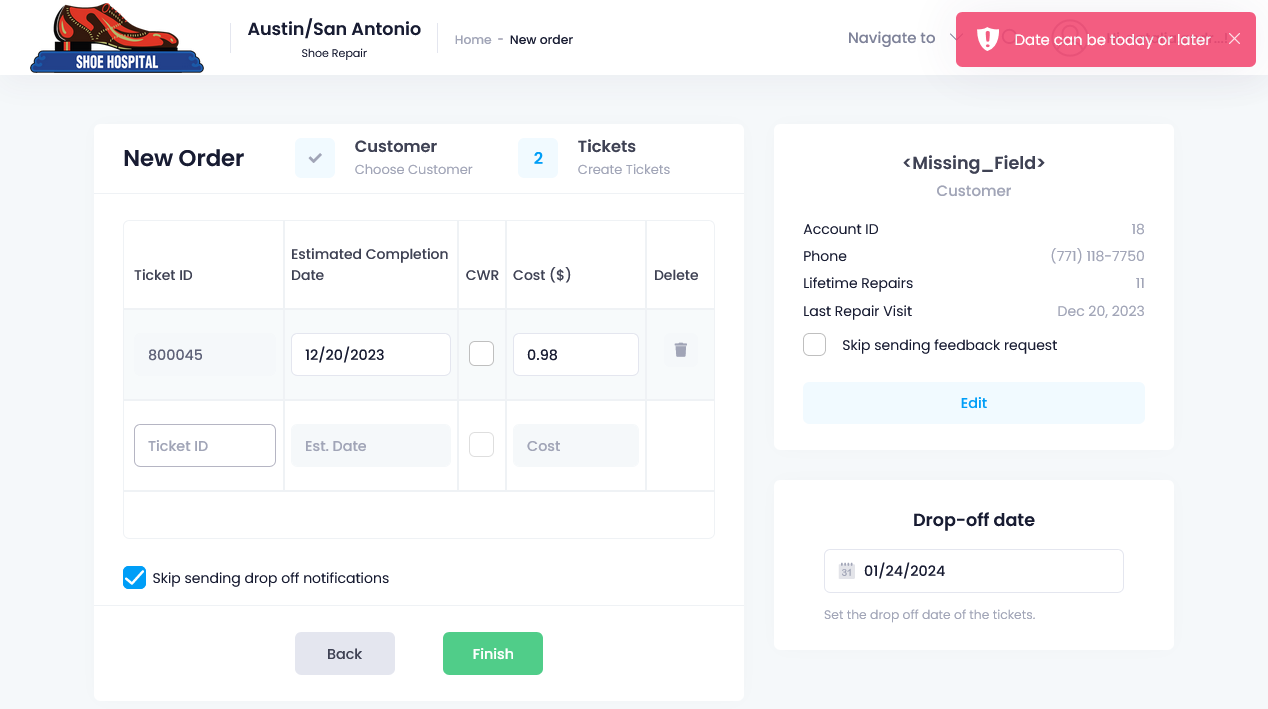 SHOE HOSPITAL
Austin/San Antonio
Shoe Repair
Home - New order
Navigate to
Date can be today or later
New Order
Customer
Choose Customer
2
Tickets
Create Tickets
Ticket ID
Estimated Completion
Date
CWR
Cost ($)
Delete
800045
12/20/2023
0.98
Ticket ID
Est. Date
Cost
Skip sending drop off notifications
Back
Finish
<Missing_Field>
Customer
Account ID
18
Phone
(771) 118-7750
Lifetime Repairs
11
Last Repair Visit
Dec 20, 2023
Skip sending feedback request
Edit
Drop-off date
31
01/24/2024
Set the drop off date of the tickets.